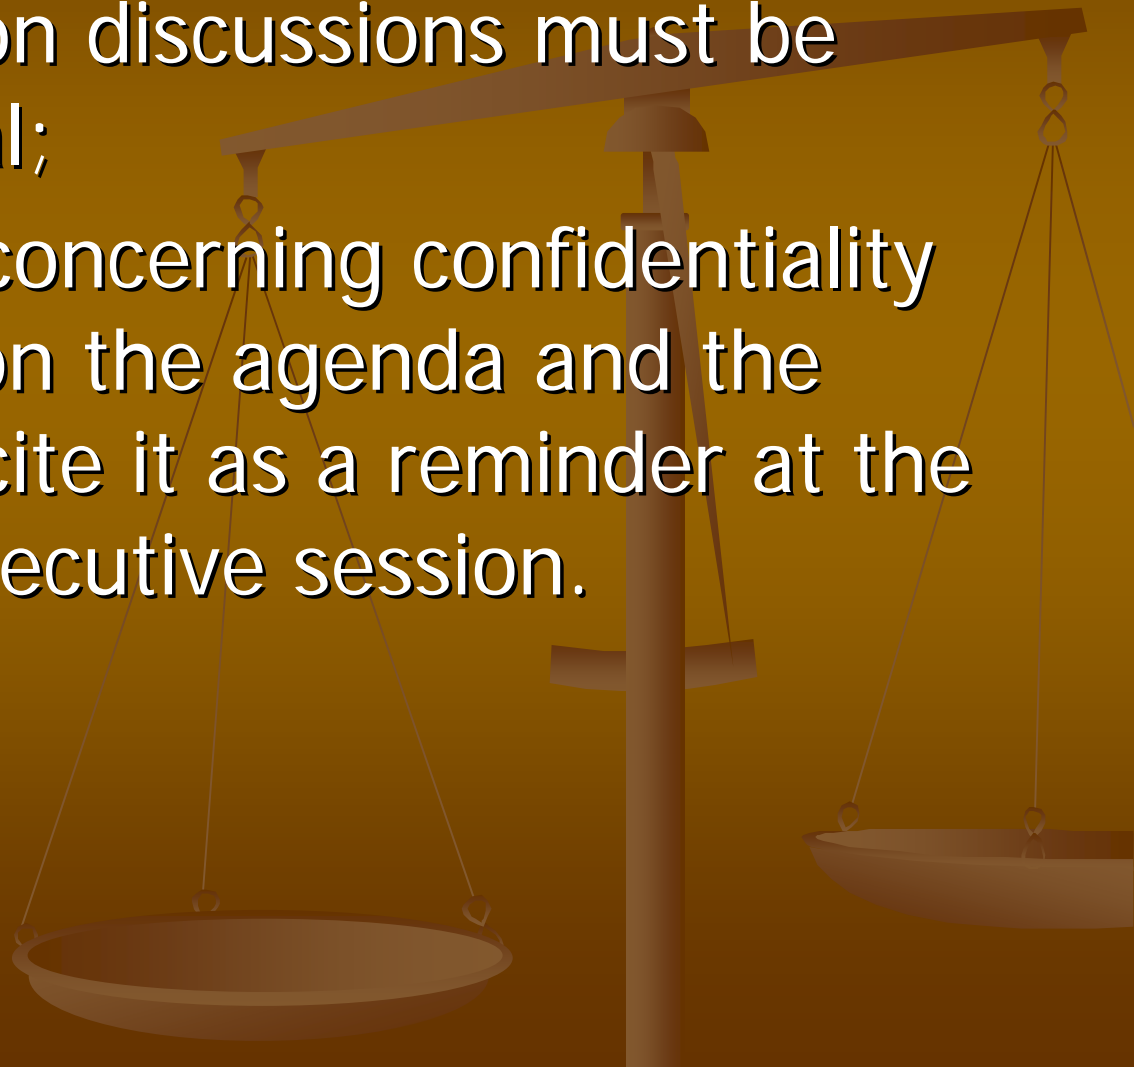 on discussions must be
al;
concerning confidentiality
on the agenda and the
cite it as a reminder at the
ecutive session.